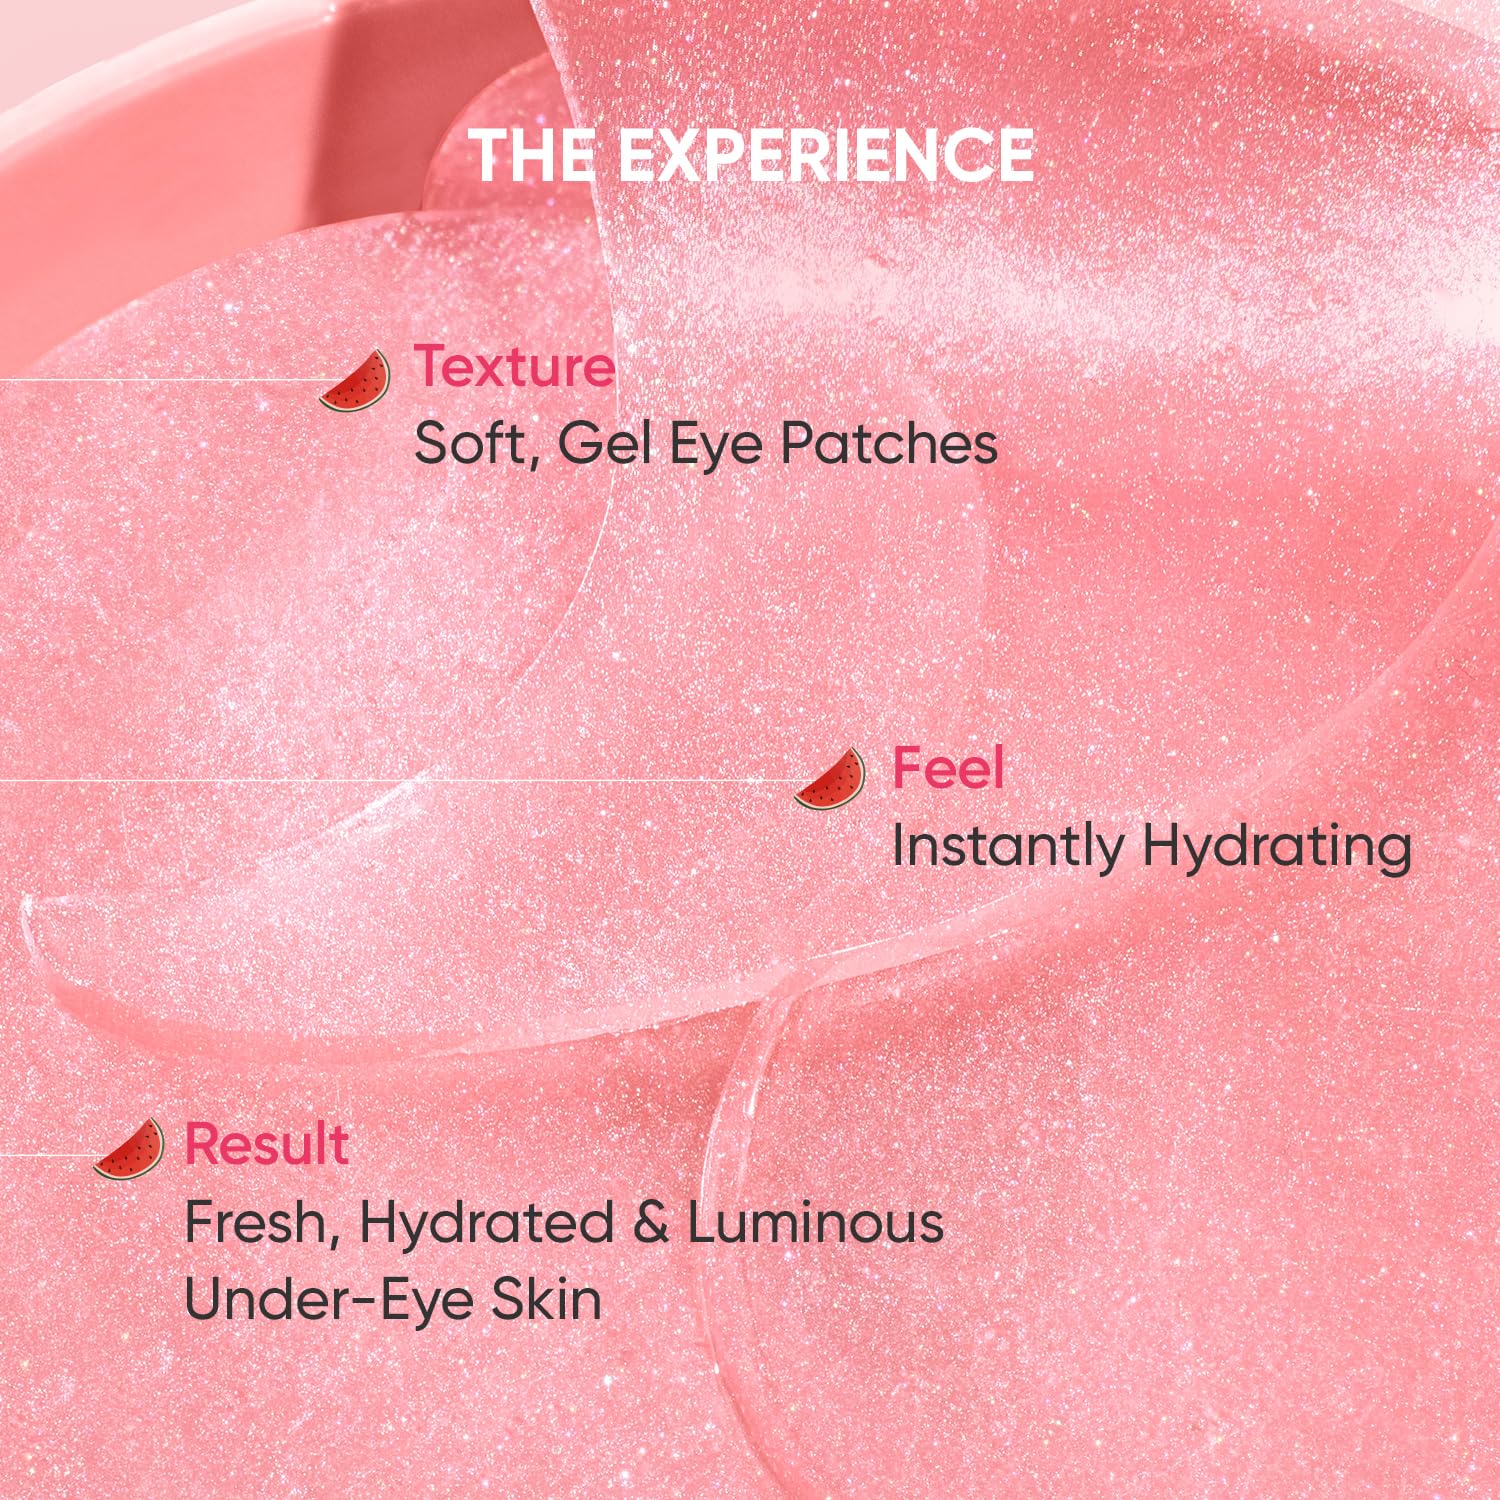 THE EXPERIENCE
Texture
Soft, Gel Eye Patches
Feel
Instantly Hydrating
Result
Fresh, Hydrated & Luminous
Under-Eye Skin